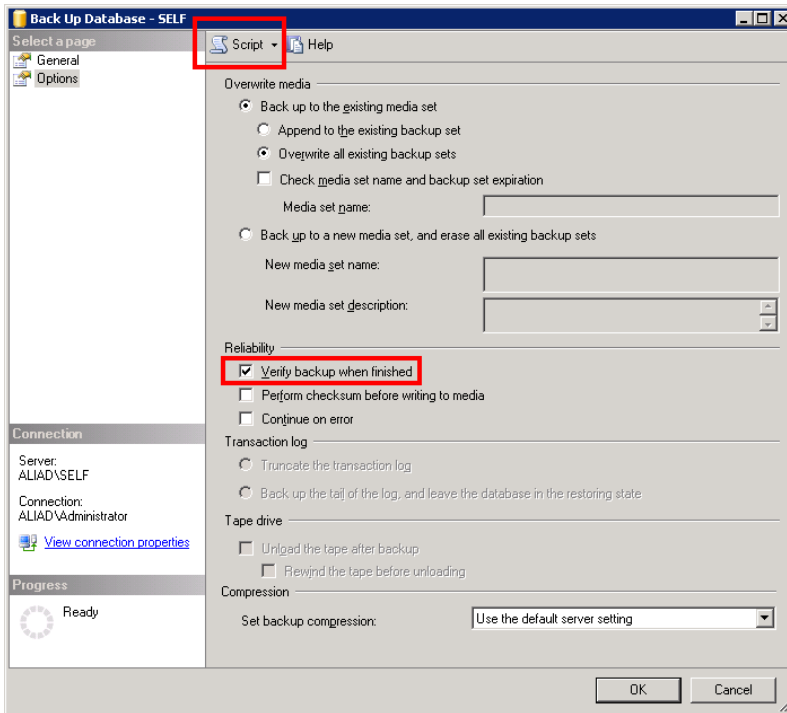 Back Up Database - SELF
Select a page
General
Options
Script
Help
Overwrite media
Back up to the existing media set
Append to the existing backup set
Overwrite all existing backup sets
Check media set name and backup set expiration
Media set name:
Back up to a new media set, and erase all existing backup sets
New media set name:
New media set description:
Reliability
Verify backup when finished
Perform checksum before writing to media
Continue on error
Transaction log
Truncate the transaction log
Back up the tail of the log, and leave the database in the restoring state
Tape drive
Unload the tape after backup
Rewind the tape before unloading
Compression
Set backup compression:
Use the default server setting
Connection
Server:
ALIAD\SELF
Connection:
ALIAD\Administrator
View connection properties
Progress
Ready
OK
Cancel